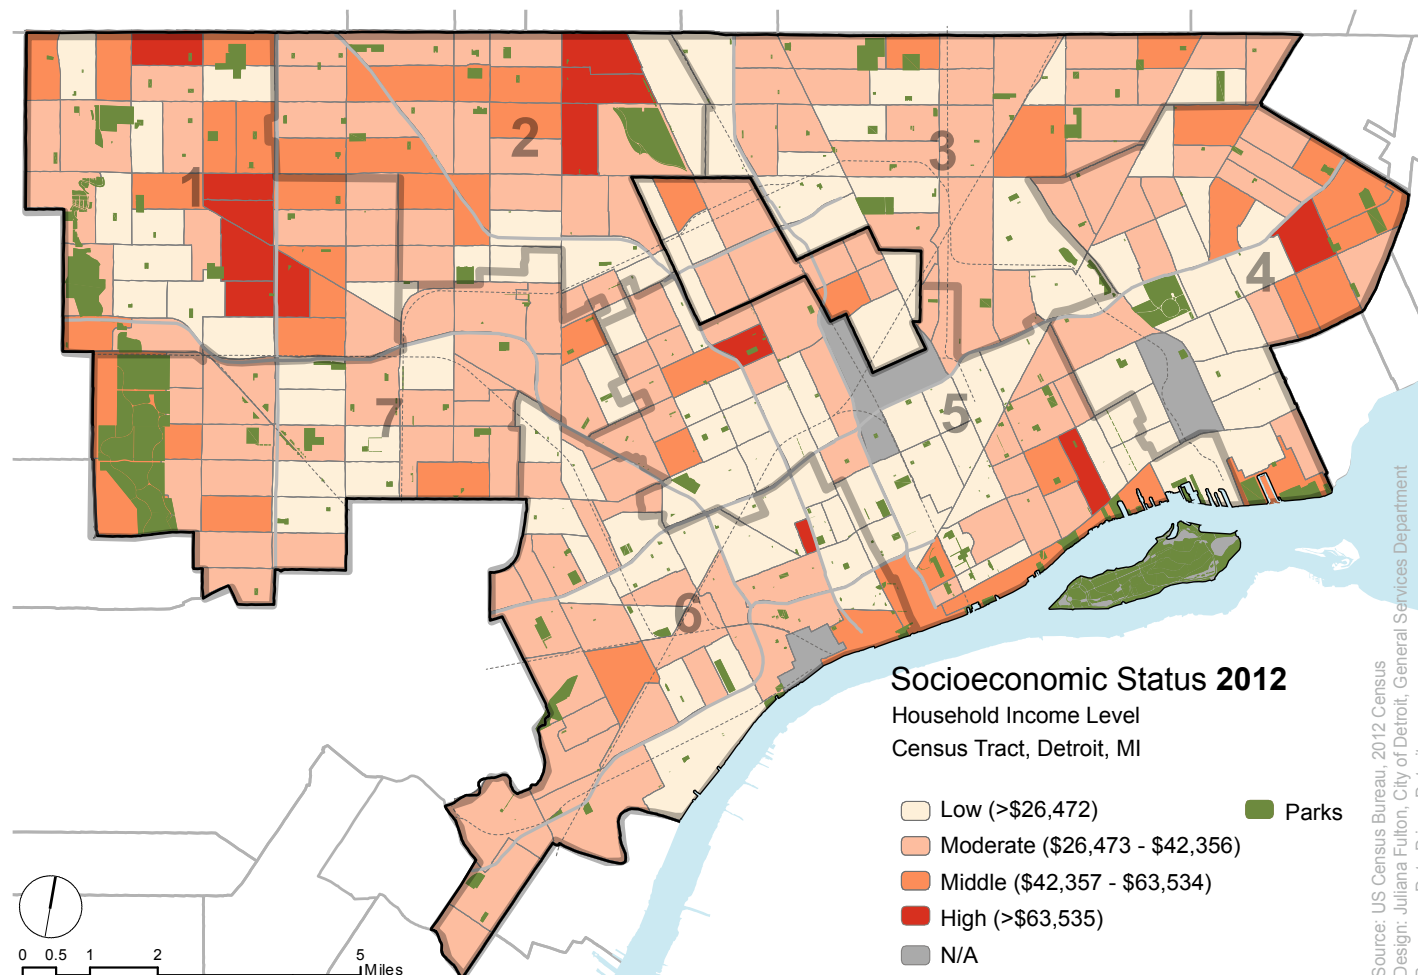 1
2
3
4
5
6
7
Socioeconomic Status 2012
Household Income Level
Census Tract, Detroit, MI
Low (>$26,472)
Moderate ($26,473 - $42,356)
Middle ($42,357 - $63,534)
High (>$63,535)
N/A
Parks
0 0.5 1 2 5
Miles
Source: US Census Bureau, 2012 Census
Design: Juliana Fulton, City of Detroit, General Services Department